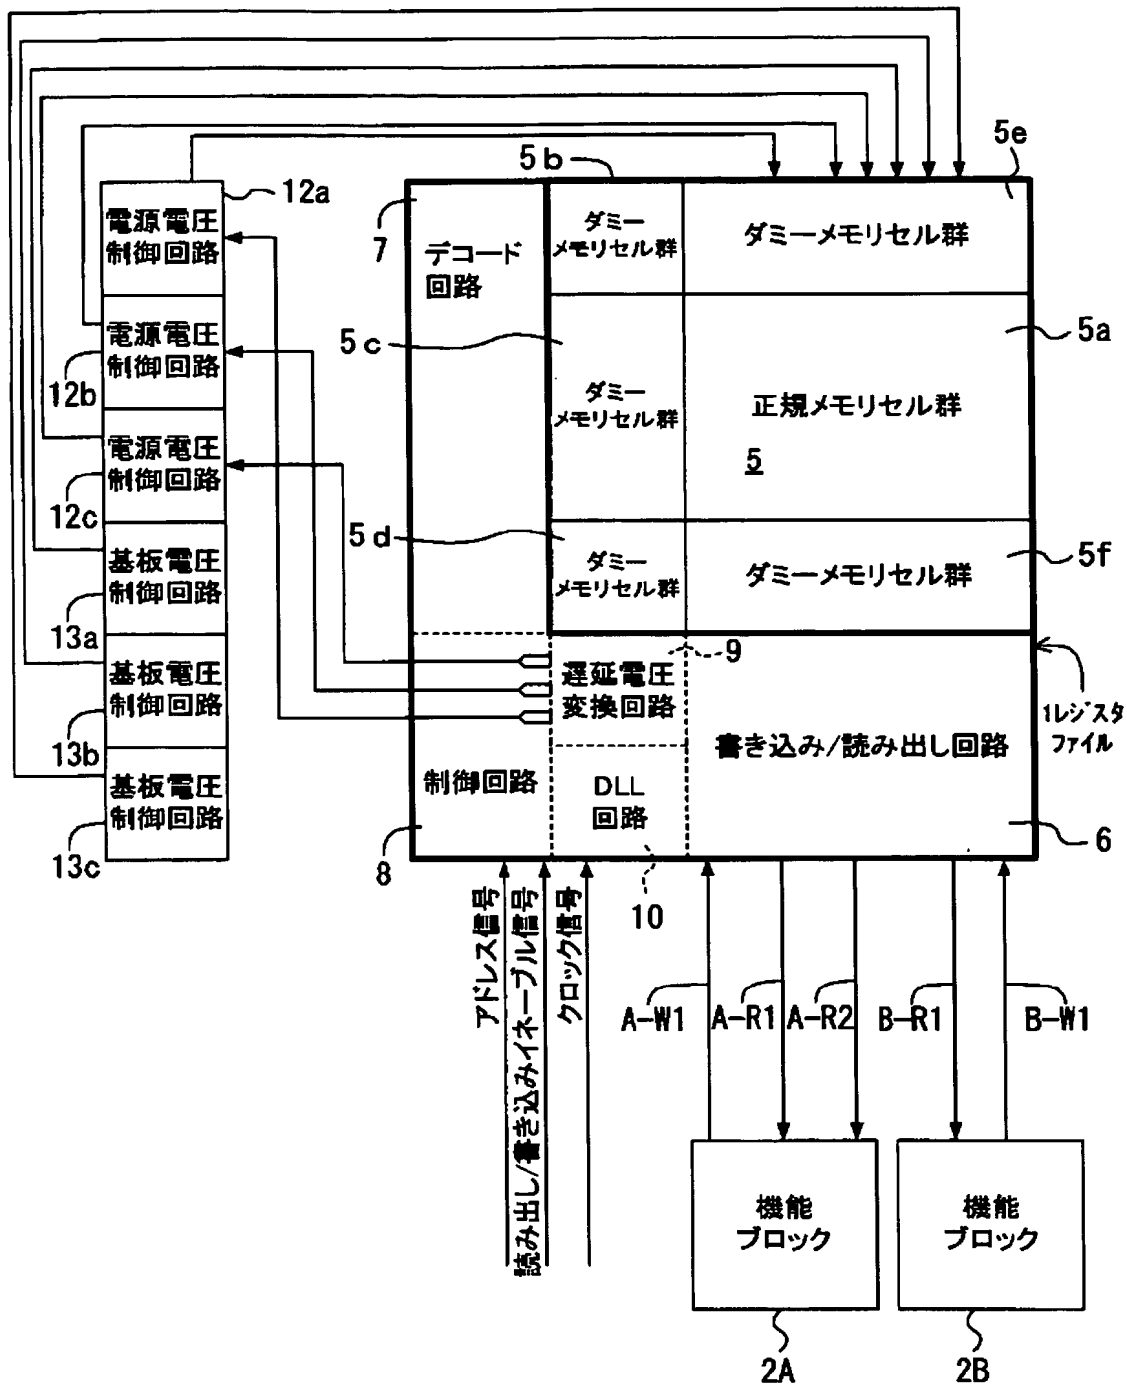 5b
5e
12a
電源電圧
制御回路
7
デコード
回路
ダミー
メモリセル群
ダミーメモリセル群
電源電圧
制御回路
12b
5c
5a
ダミー
メモリセル群
正規メモリセル群
5
電源電圧
制御回路
12c
5d
ダミー
メモリセル群
ダミーメモリセル群
5f
基板電圧
制御回路
13a
基板電圧
制御回路
13b
基板電圧
制御回路
13c
遅延電圧
変換回路
9
1レジスタ
ファイル
書き込み/読み出し回路
制御回路
8
DLL
回路
10
6
アドレス信号
読み出し/書き込みイネーブル信号
クロック信号
A-W1
A-R1
A-R2
B-R1
B-W1
機能
ブロック
2A
機能
ブロック
2B